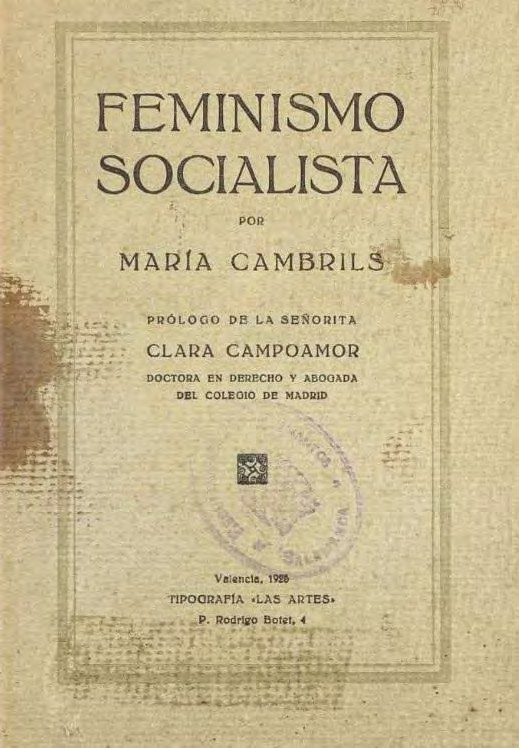 FEMINISMO
SOCIALISTA
POR
MARÍA CAMBRILS
PRÓLOGO DE LA SEÑORITA
CLARA CAMPOAMOR
DOCTORA EN DERECHO Y ABOGADA
DEL COLEGIO DE MADRID
SALAMANCA
Valencia, 1925
TIPOGRAFÍA «LAS ARTES»
P. Rodrigo Botet, 4